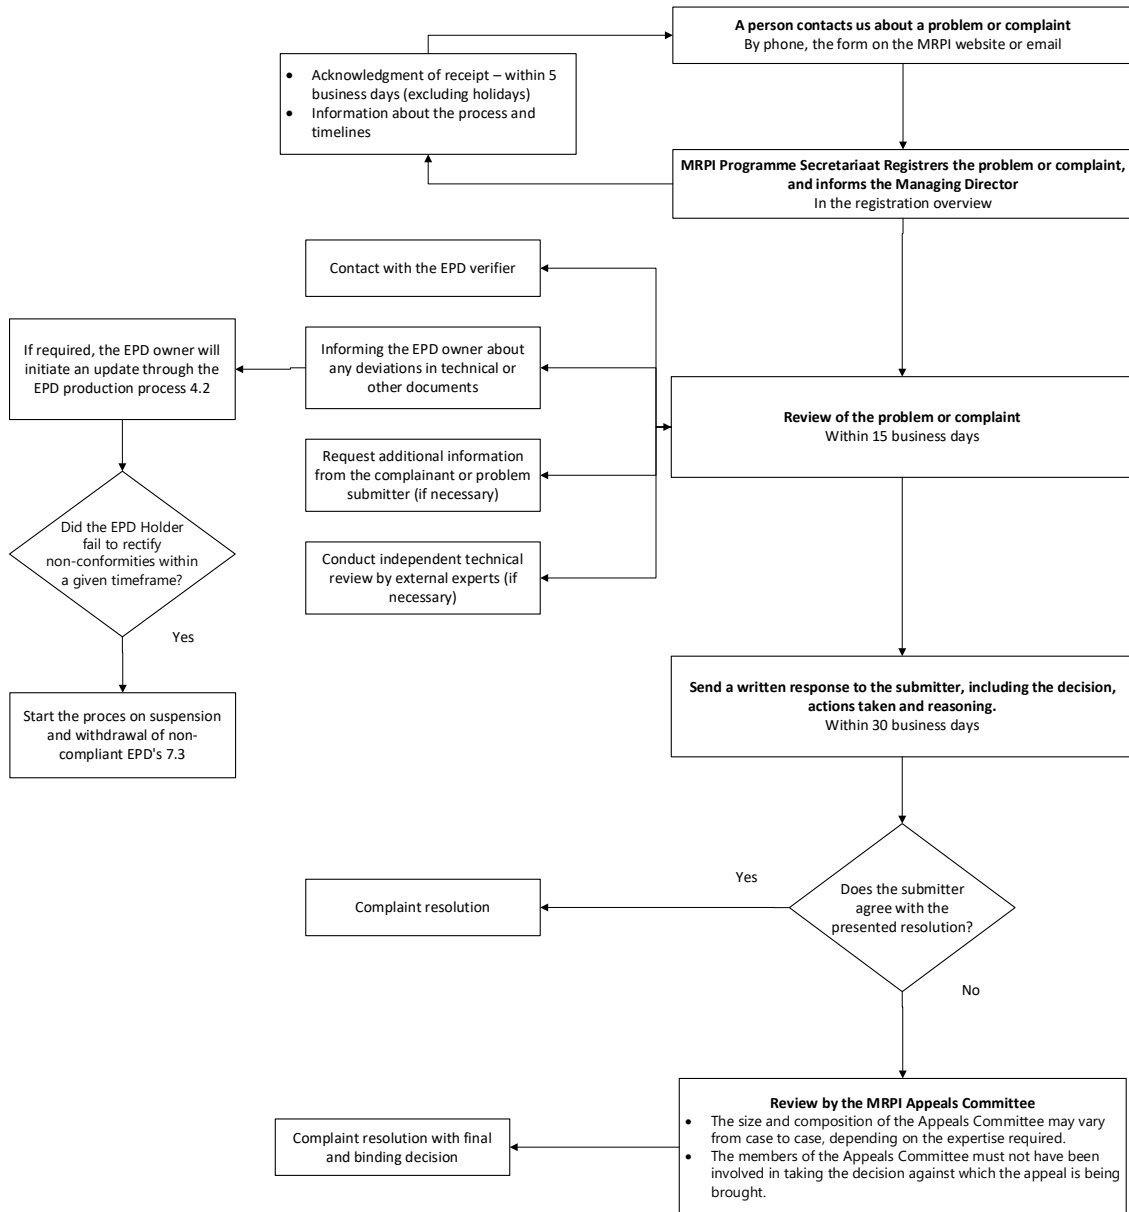 A person contacts us about a problem or complaint
By phone, the form on the MRPI website or email
• Acknowledgment of receipt – within 5
business days (excluding holidays)
• Information about the process and
timelines
MRPI Programme Secretariaat Registrers the problem or complaint,
and informs the Managing Director
In the registration overview
Contact with the EPD verifier
If required, the EPD owner will
initiate an update through the
EPD production process 4.2
Informing the EPD owner about
any deviations in technical or
other documents
Review of the problem or complaint
Within 15 business days
Request additional information
from the complainant or problem
submitter (if necessary)
Did the EPD Holder
fail to rectify
non-conformities within
a given timeframe?
Conduct independent technical
review by external experts (if
necessary)
Yes
Start the proces on suspension
and withdrawal of non-
compliant EPD's 7.3
Send a written response to the submitter, including the decision,
actions taken and reasoning.
Within 30 business days
Yes
Does the submitter
agree with the
presented resolution?
Complaint resolution
No
Review by the MRPI Appeals Committee
• The size and composition of the Appeals Committee may vary
from case to case, depending on the expertise required.
• The members of the Appeals Committee must not have been
involved in taking the decision against which the appeal is being
brought.
Complaint resolution with final
and binding decision